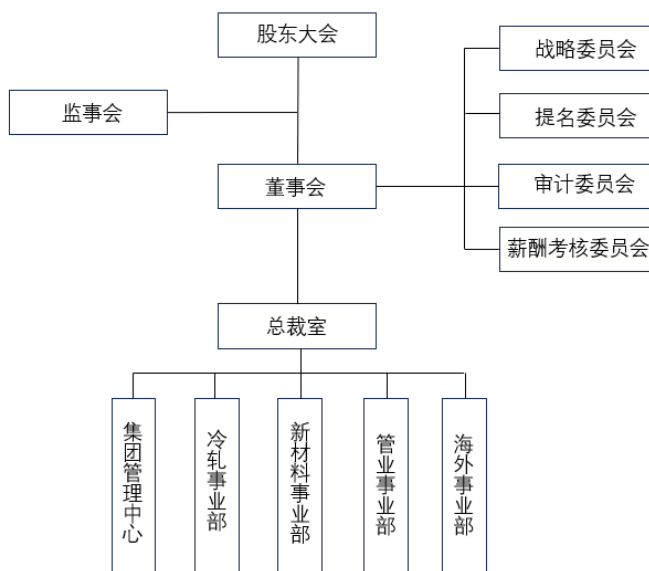 股东大会
战略委员会
监事会
提名委员会
董事会
审计委员会
薪酬考核委员会
总裁室
集团管理中心
冷轧事业部
新材料事业部
管业事业部
海外事业部